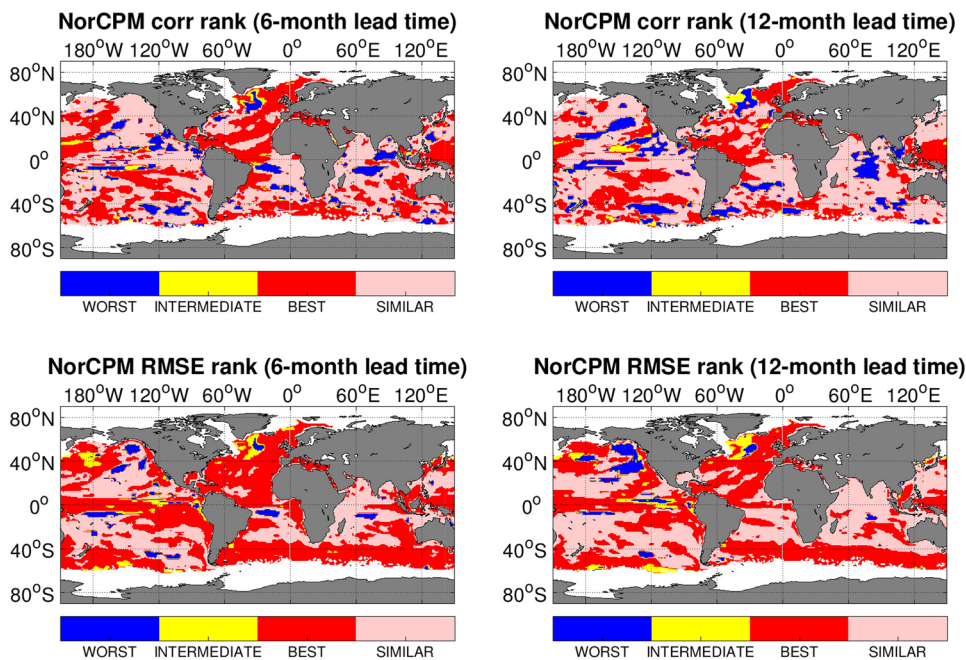 NorCPM corr rank (6-month lead time)
180°W 120°W 60°W 0° 60°E 120°E
80°N
40°N
0°
40°S
80°S
WORST INTERMEDIATE BEST SIMILAR
NorCPM corr rank (12-month lead time)
180°W 120°W 60°W 0° 60°E 120°E
80°N
40°N
0°
40°S
80°S
WORST INTERMEDIATE BEST SIMILAR
NorCPM RMSE rank (6-month lead time)
180°W 120°W 60°W 0° 60°E 120°E
80°N
40°N
0°
40°S
80°S
WORST INTERMEDIATE BEST SIMILAR
NorCPM RMSE rank (12-month lead time)
180°W 120°W 60°W 0° 60°E 120°E
80°N
40°N
0°
40°S
80°S
WORST INTERMEDIATE BEST SIMILAR